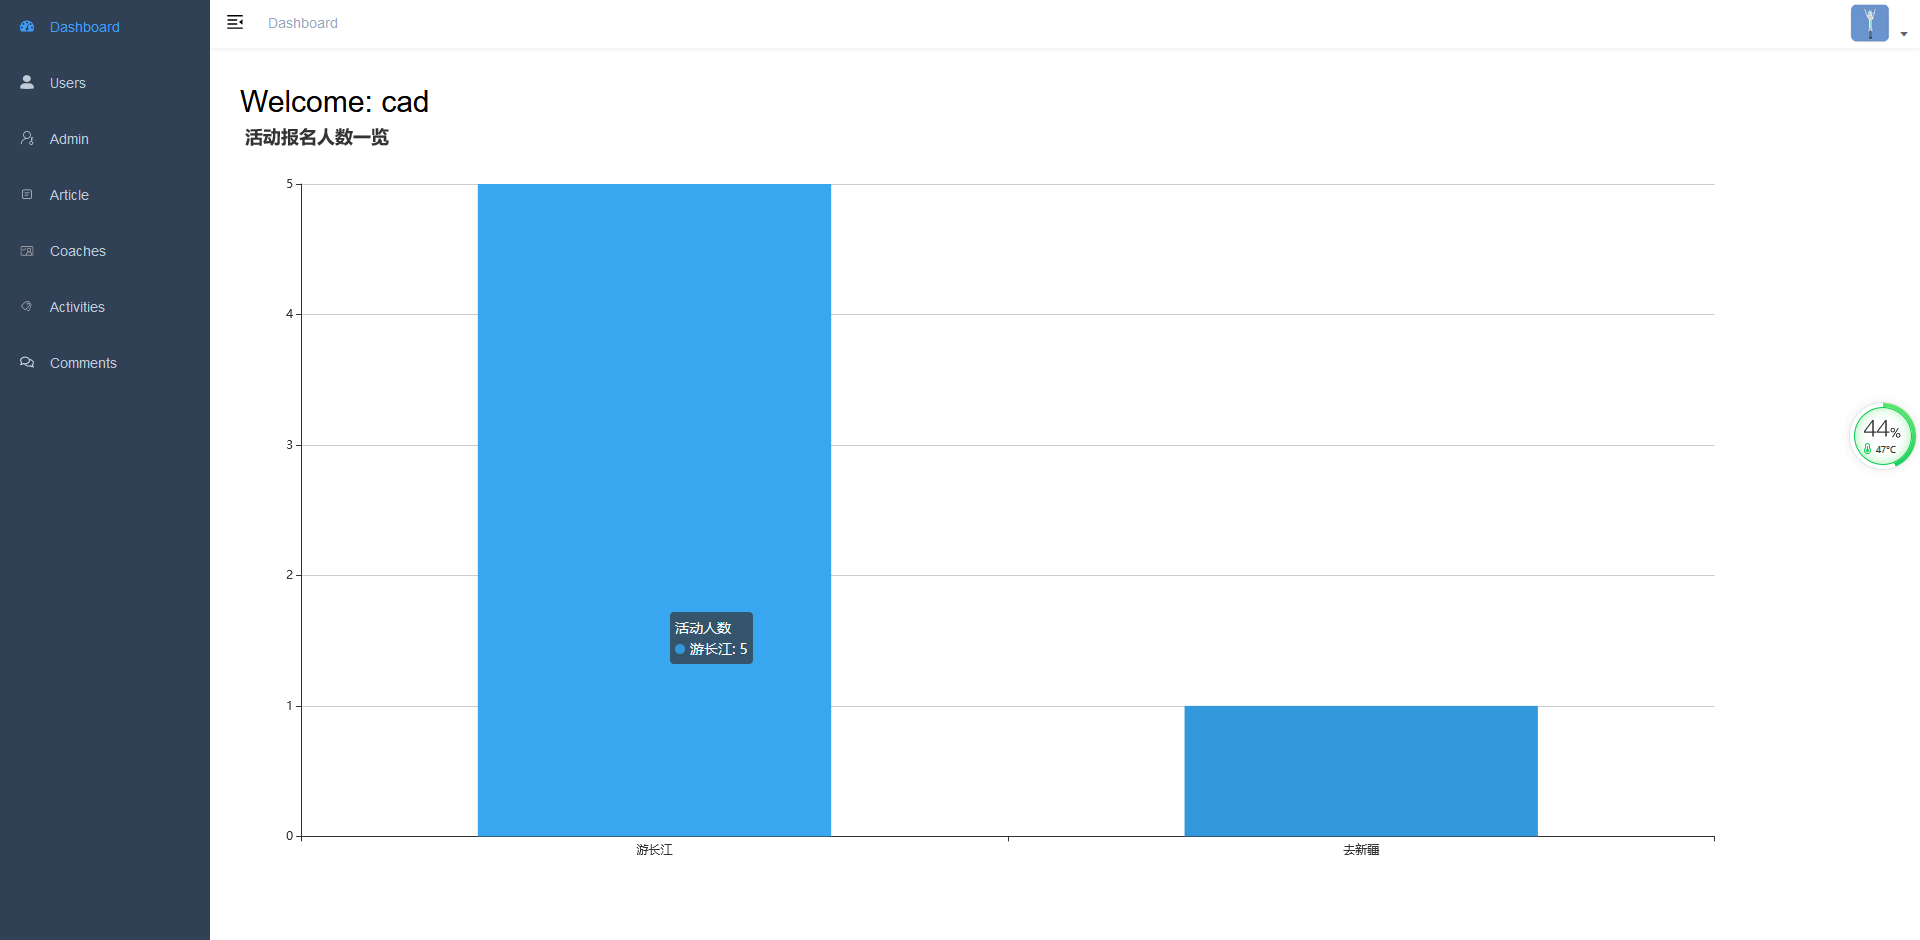 Dashboard
Users
Admin
Article
Coaches
Activities
Comments
Dashboard
Welcome: cad
活动报名人数一览
5
4
3
2
1
0
活动人数
游长江: 5
游长江
去新疆
44%
47°C